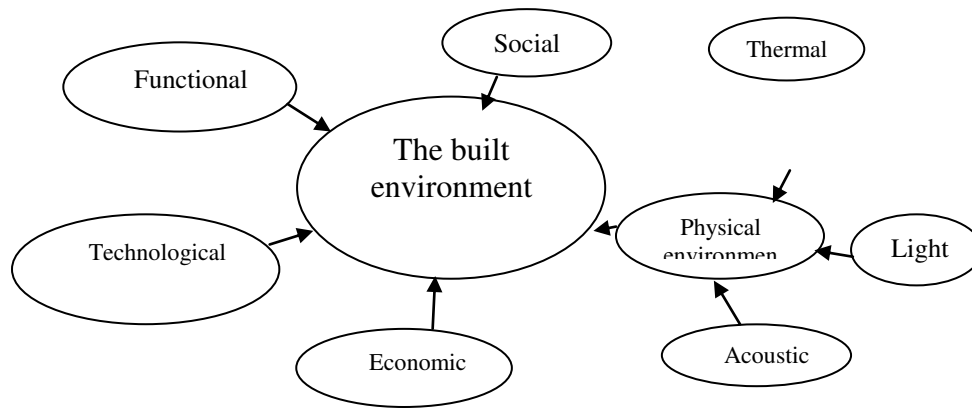 Social
Thermal
Functional
The built
environment
Physical
environmen
Technological
Light
Economic
Acoustic